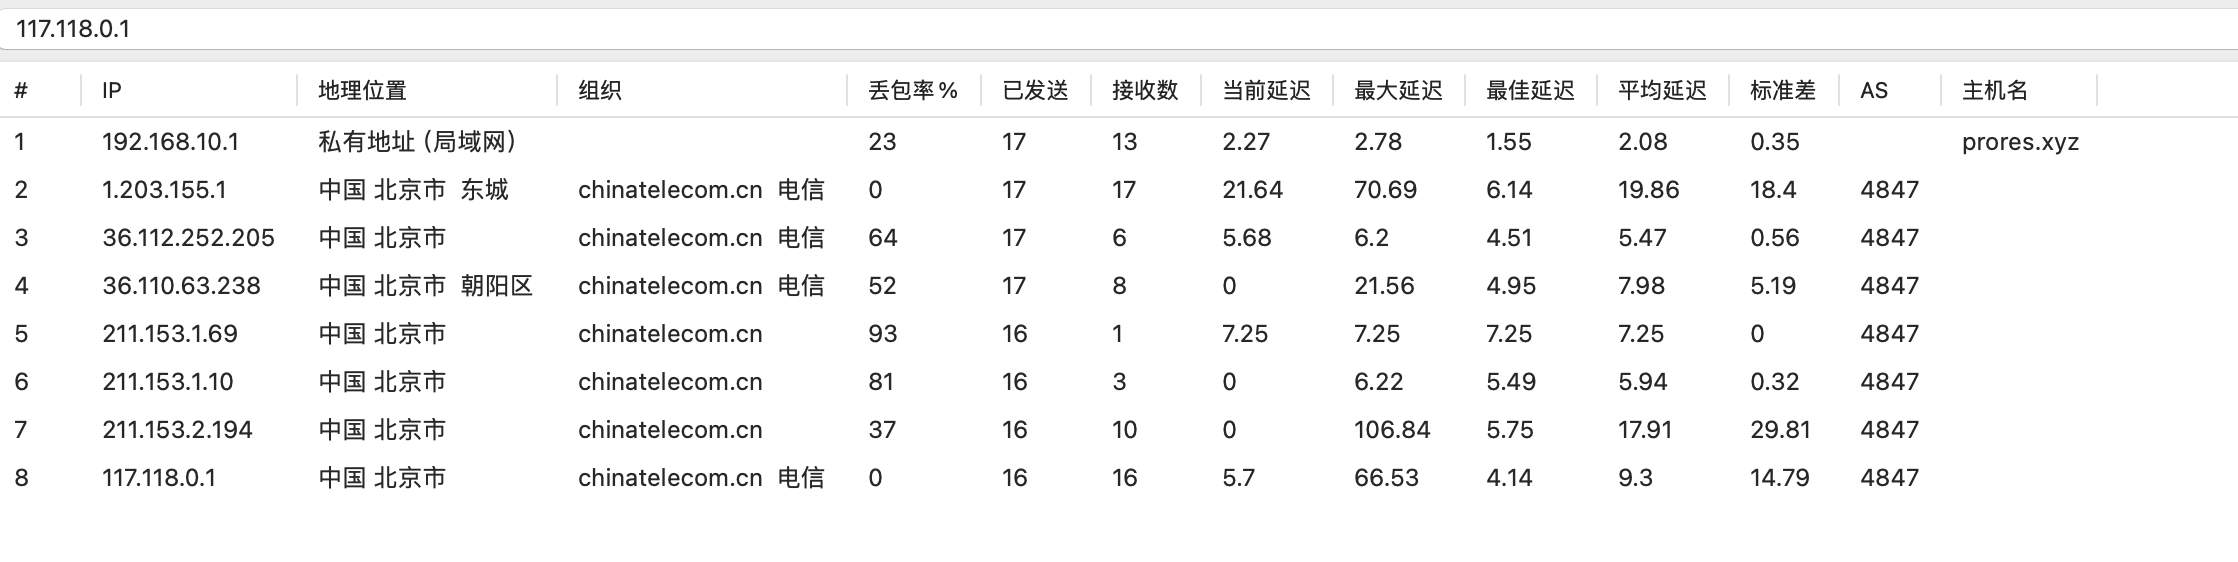 117.118.0.1
# IP 地理位置 组织 丢包率 % 已发送 接收数 当前延迟 最大延迟 最佳延迟 平均延迟 标准差 AS 主机名
1 192.168.10.1 私有地址 (局域网) 23 17 13 2.27 2.78 1.55 2.08 0.35 prores.xyz
2 1.203.155.1 中国 北京市 东城 chinatelecom.cn 电信 0 17 17 21.64 70.69 6.14 19.86 18.4 4847
3 36.112.252.205 中国 北京市 chinatelecom.cn 电信 64 17 6 5.68 6.2 4.51 5.47 0.56 4847
4 36.110.63.238 中国 北京市 朝阳区 chinatelecom.cn 电信 52 17 8 0 21.56 4.95 7.98 5.19 4847
5 211.153.1.69 中国 北京市 chinatelecom.cn 93 16 1 7.25 7.25 7.25 7.25 0 4847
6 211.153.1.10 中国 北京市 chinatelecom.cn 81 16 3 0 6.22 5.49 5.94 0.32 4847
7 211.153.2.194 中国 北京市 chinatelecom.cn 37 16 10 0 106.84 5.75 17.91 29.81 4847
8 117.118.0.1 中国 北京市 chinatelecom.cn 电信 0 16 16 5.7 66.53 4.14 9.3 14.79 4847